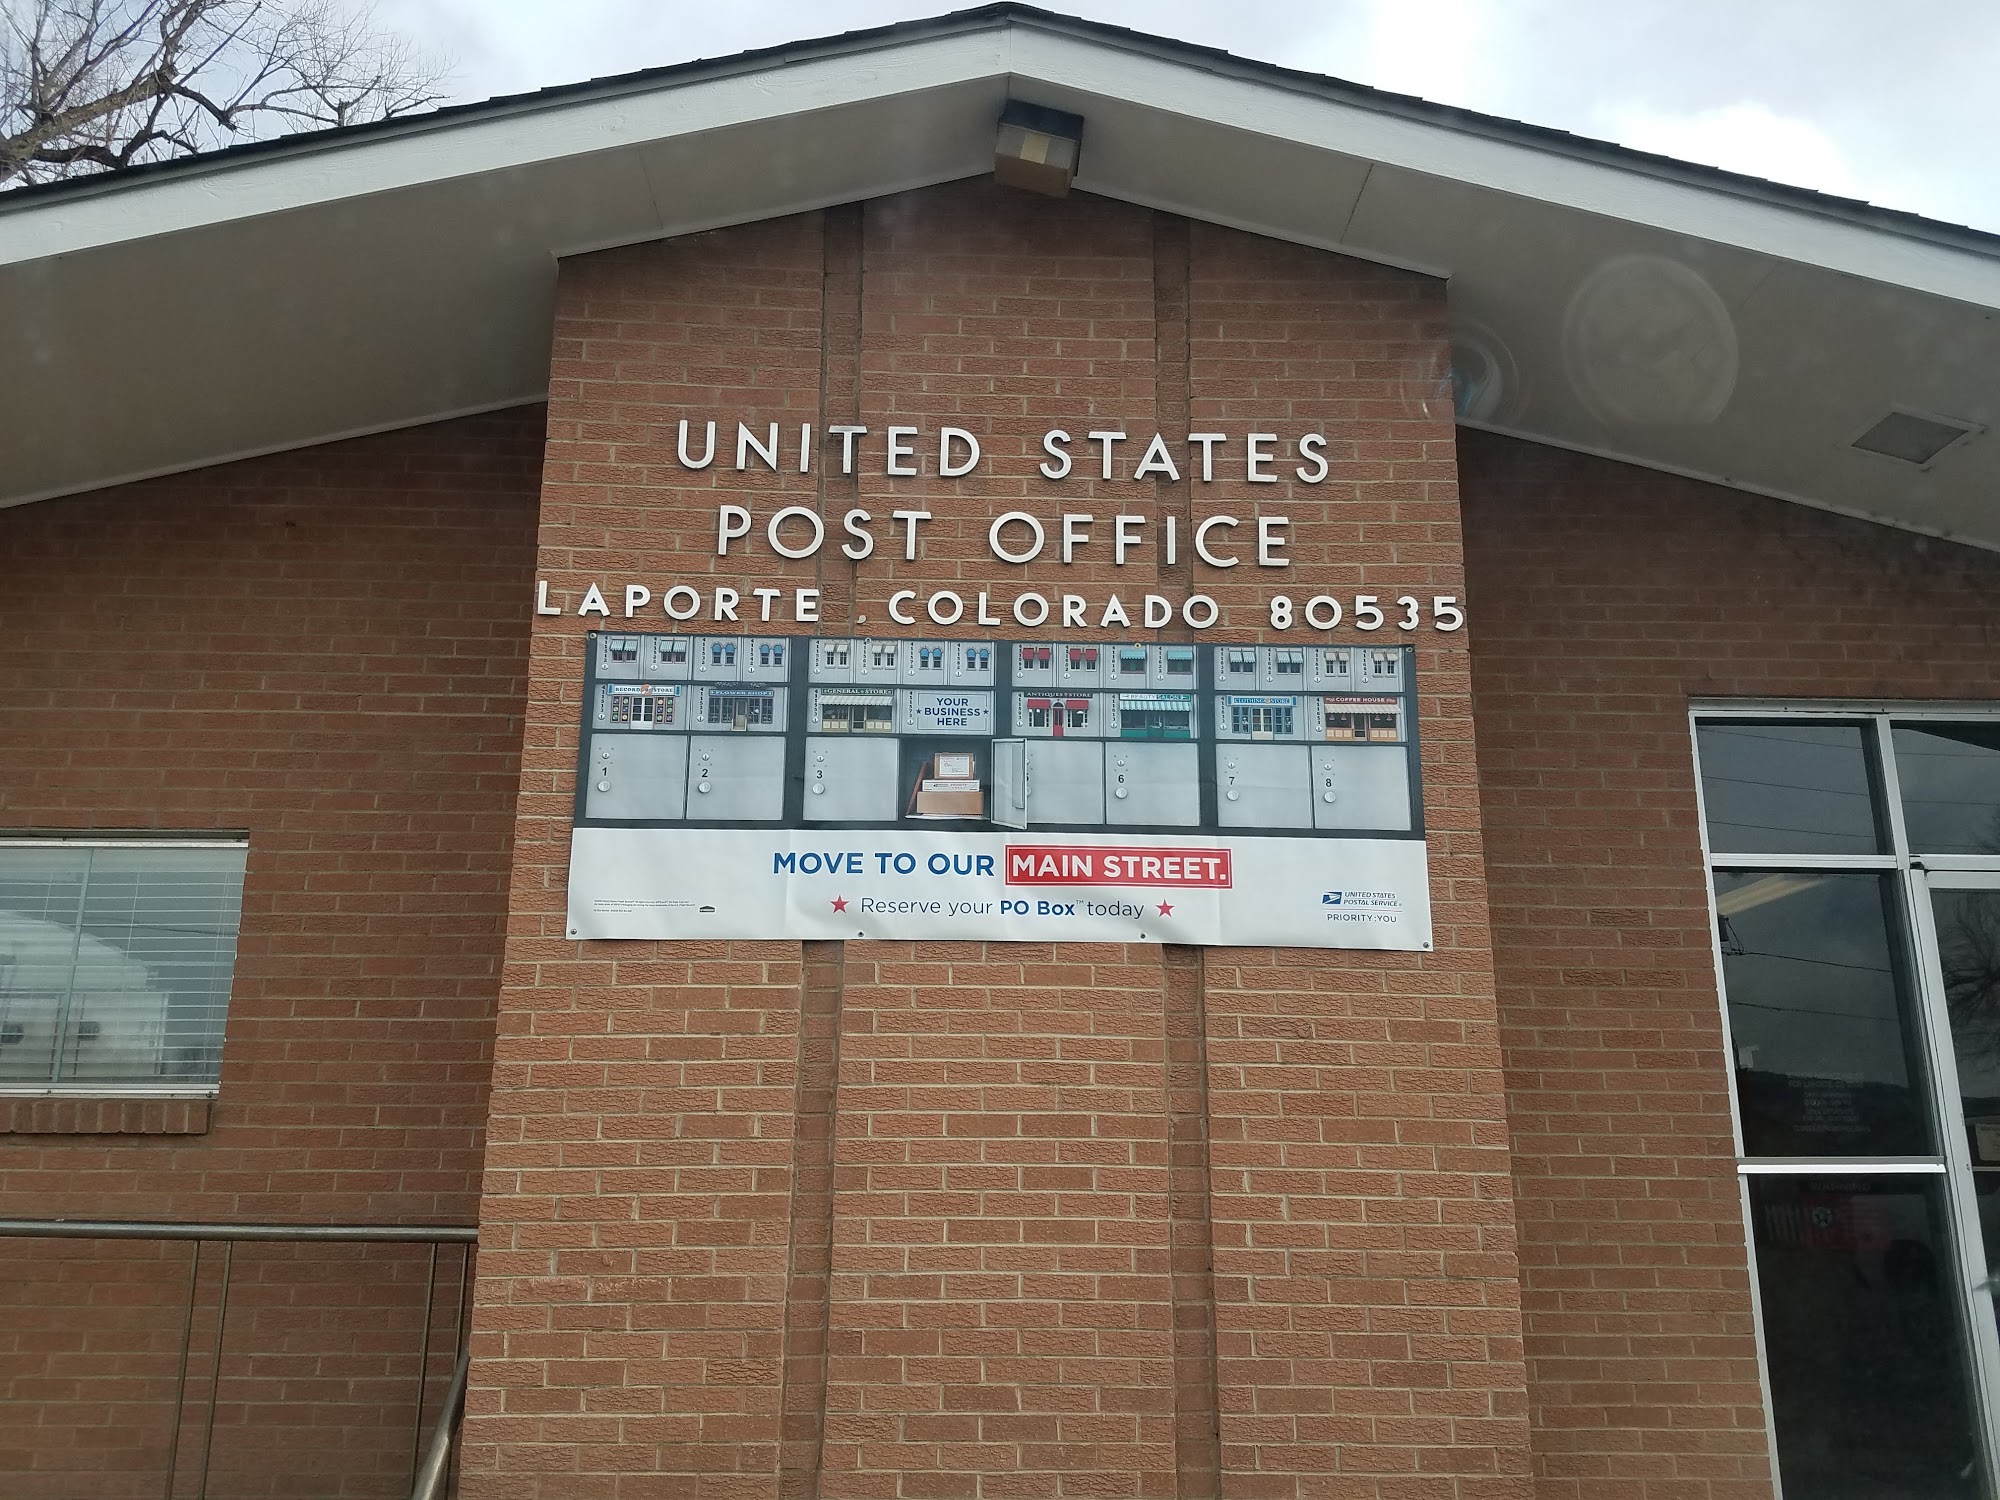 UNITED STATES
POST OFFICE
LAPORTE, COLORADO 80535
RECORD STORE
FLOWER SHOP
GENERAL STORE
YOUR
BUSINESS
HERE
ANTIQUES STORE
BEAUTY SALON
CLOTHING STORE
COFFEE HOUSE
1
2
3
6
7
8
MOVE TO OUR MAIN STREET.
Reserve your PO Box™ today
UNITED STATES
POSTAL SERVICE®
PRIORITY:YOU